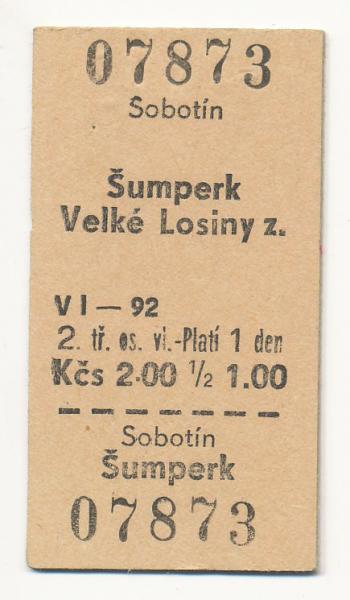 07873
Sobotín
Šumperk
Velké Losiny z.
VI — 92
2. tř. os. vl.-Platí 1 den
Kčs 2·00 ½ 1.00
Sobotín
Šumperk
07873